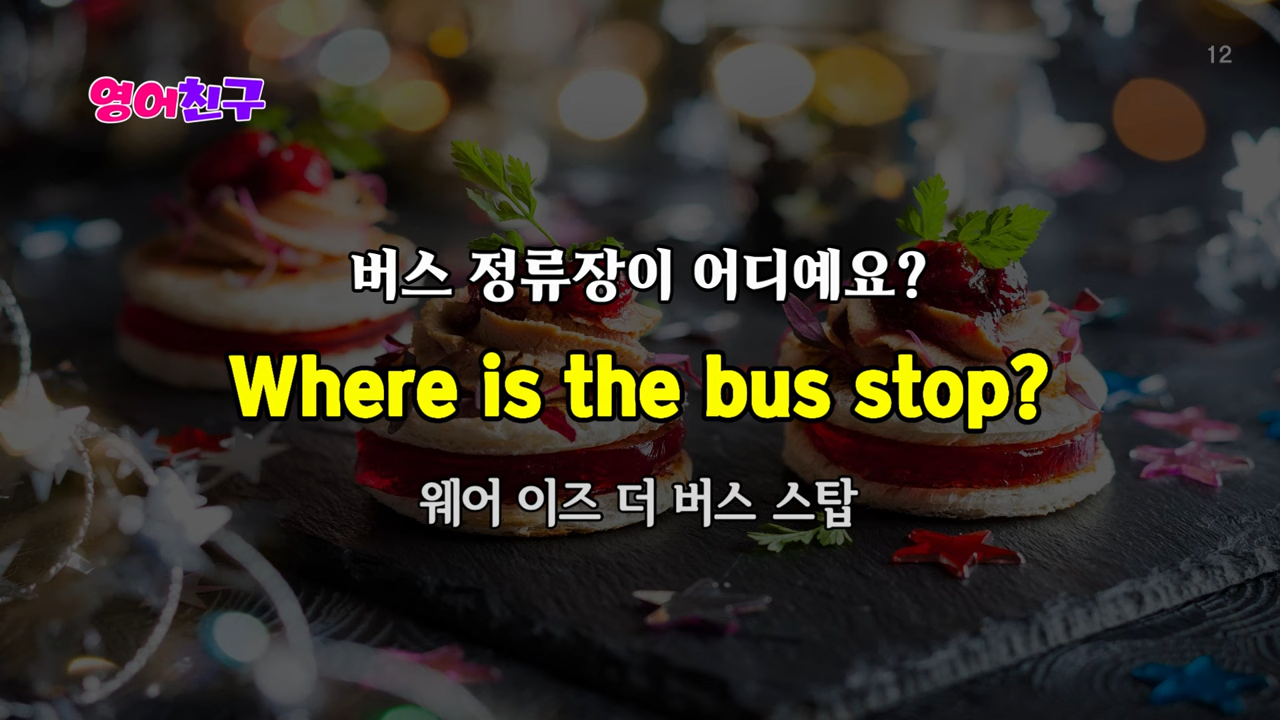 12
영어친구
버스 정류장이 어디예요?
Where is the bus stop?
웨어 이즈 더 버스 스탑